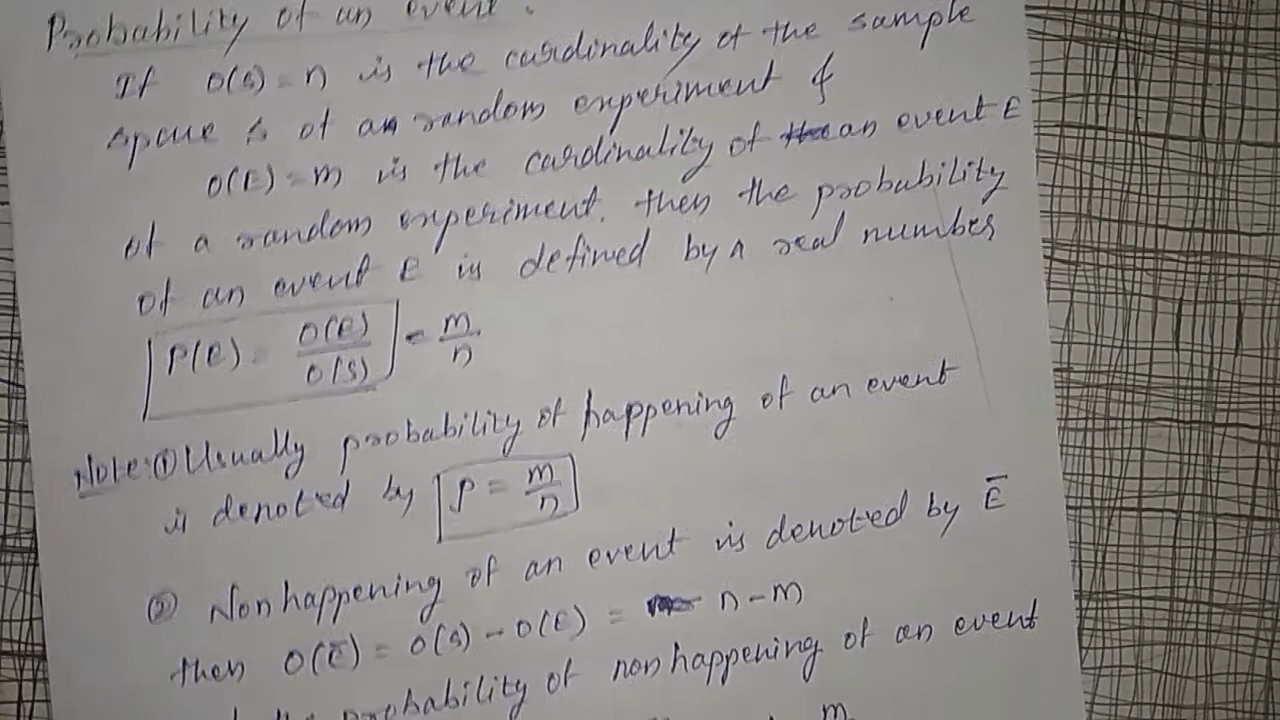 Probability of an event.
If O(S) = n is the cardinality of the sample
space S of an random experiment &
O(E) = m is the cardinality of an event E
of a random experiment. then the probability
of an event E is defined by a real number
P(E) = O(E)/O(S) = m/n
Note: ① Usually probability of happening of an event
is denoted by P = m/n
② Non happening of an event is denoted by Ē
then O(Ē) = O(S) - O(E) = n - m
probability of non happening of an event
m